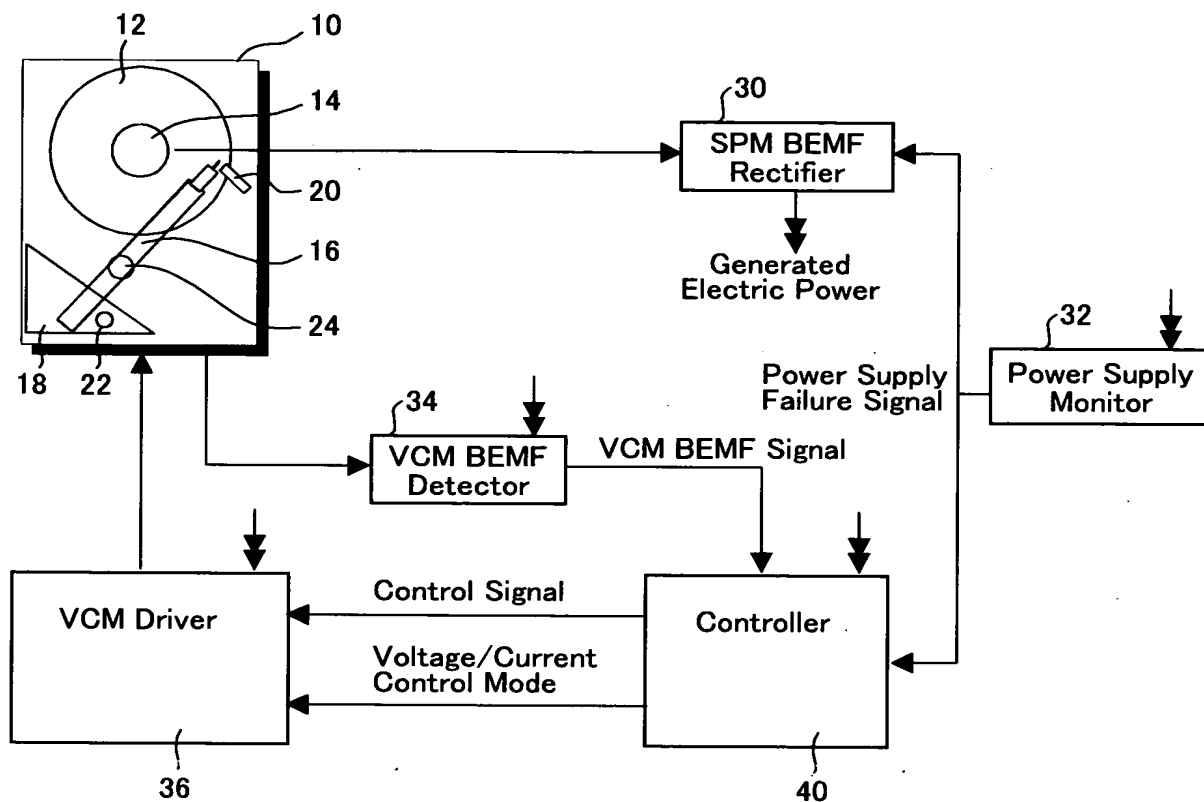 10
12
14
30
SPM BEMF
Rectifier
20
16
Generated
Electric Power
24
32
18
22
Power Supply
Failure Signal
Power Supply
Monitor
34
VCM BEMF
Detector
VCM BEMF Signal
VCM Driver
Control Signal
Controller
Voltage/Current
Control Mode
36
40